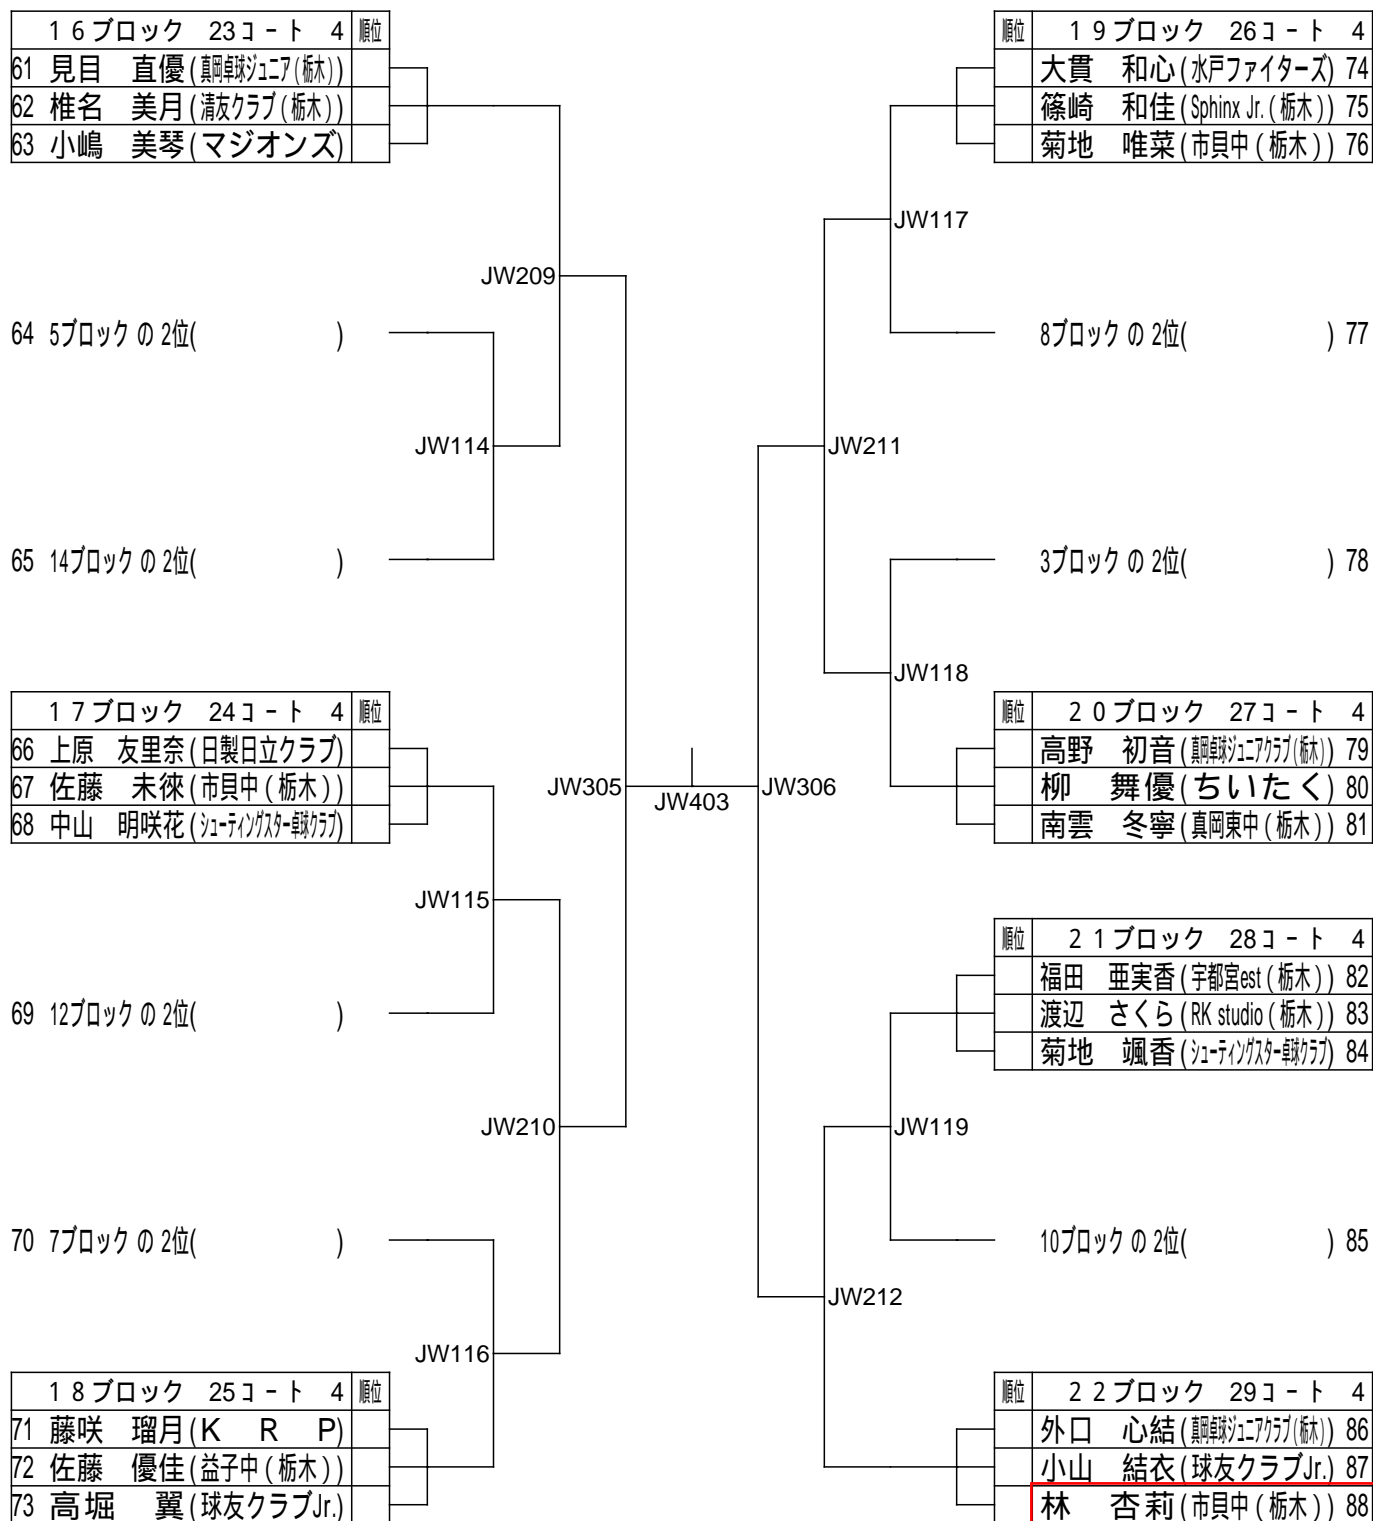 16ブロック 23コート 4 順位
61 見目 直優(真岡卓球ジュニア(栃木))
62 椎名 美月(清友クラブ(栃木))
63 小嶋 美琴(マジオンズ)
JW209
64 5ブロック の 2位( )
JW114
65 14ブロック の 2位( )
17ブロック 24コート 4 順位
66 上原 友里奈(日製日立クラブ)
67 佐藤 未徠(市貝中(栃木))
68 中山 明咲花(シューティングスター卓球クラブ)
JW305
JW115
69 12ブロック の 2位( )
JW210
70 7ブロック の 2位( )
JW116
18ブロック 25コート 4 順位
71 藤咲 瑠月(K R P)
72 佐藤 優佳(益子中(栃木))
73 高堀 翼(球友クラブJr.)
JW403
順位 19ブロック 26コート 4
大貫 和心(水戸ファイターズ) 74
篠崎 和佳(Sphinx Jr.(栃木)) 75
菊地 唯菜(市貝中(栃木)) 76
JW117
8ブロック の 2位( ) 77
JW211
3ブロック の 2位( ) 78
JW118
順位 20ブロック 27コート 4
高野 初音(真岡卓球ジュニアクラブ(栃木)) 79
柳 舞優(ちいたく) 80
南雲 冬寧(真岡東中(栃木)) 81
JW306
順位 21ブロック 28コート 4
福田 亜実香(宇都宮est(栃木)) 82
渡辺 さくら(RK studio(栃木)) 83
菊地 颯香(シューティングスター卓球クラブ) 84
JW119
10ブロック の 2位( ) 85
JW212
順位 22ブロック 29コート 4
外口 心結(真岡卓球ジュニアクラブ(栃木)) 86
小山 結衣(球友クラブJr.) 87
林 杏莉(市貝中(栃木)) 88